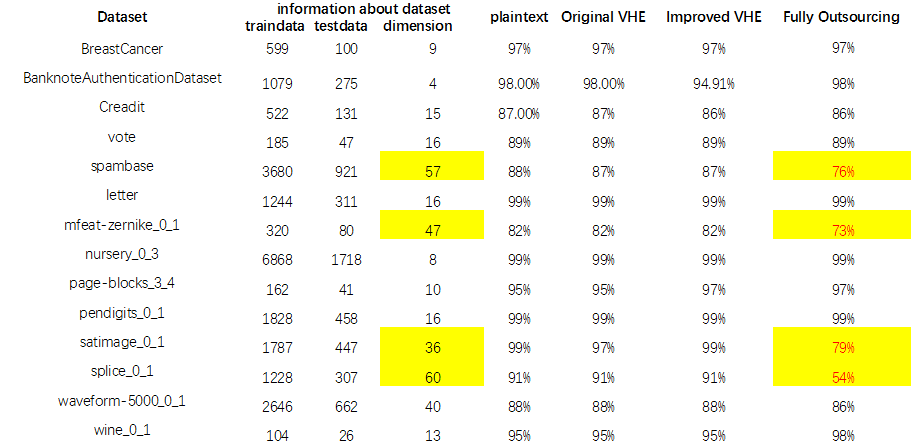 Dataset information about dataset plaintext Original VHE Improved VHE Fully Outsourcing
traindata testdata dimension
BreastCancer 599 100 9 97% 97% 97% 97%
BanknoteAuthenticationDataset 1079 275 4 98.00% 98.00% 94.91% 98%
Creadit 522 131 15 87.00% 87% 86% 86%
vote 185 47 16 89% 89% 89% 89%
spambase 3680 921 57 88% 87% 87% 76%
letter 1244 311 16 99% 99% 99% 99%
mfeat-zernike_0_1 320 80 47 82% 82% 82% 73%
nursery_0_3 6868 1718 8 99% 99% 99% 99%
page-blocks_3_4 162 41 10 95% 95% 97% 97%
pendigits_0_1 1828 458 16 99% 99% 99% 99%
satimage_0_1 1787 447 36 99% 97% 99% 79%
splice_0_1 1228 307 60 91% 91% 91% 54%
waveform-5000_0_1 2646 662 40 88% 88% 88% 86%
wine_0_1 104 26 13 95% 95% 95% 98%